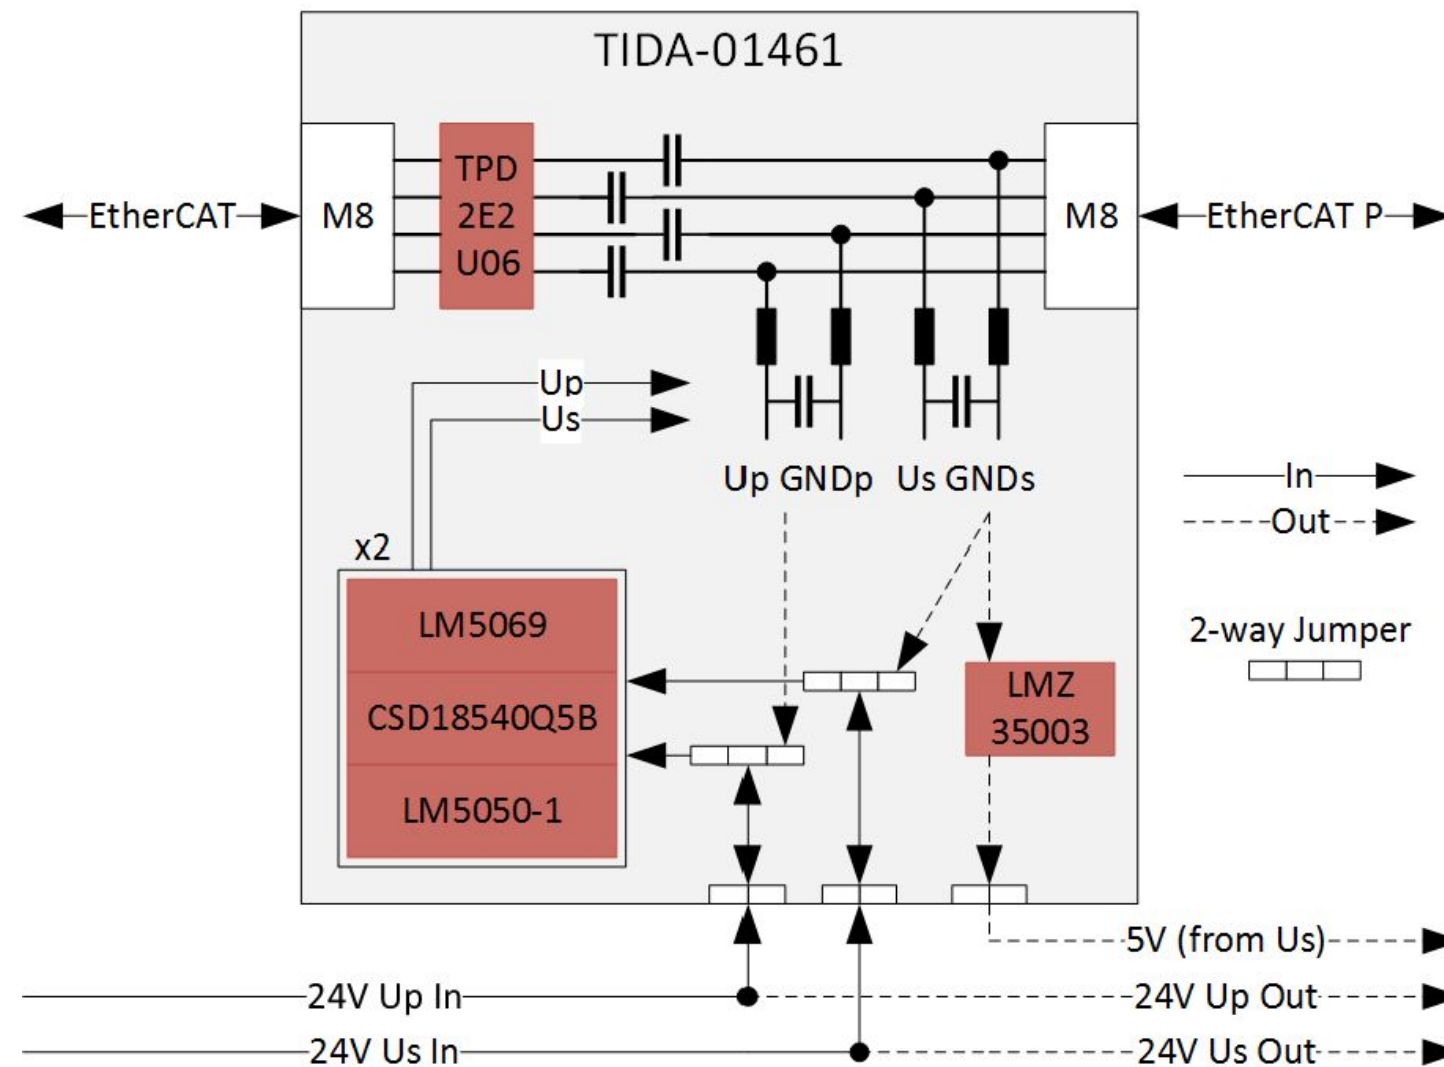 TIDA-01461
EtherCAT
M8
TPD
2E2
U06
M8
EtherCAT P
Up
Us
Up GNDp Us GNDs
In
Out
x2
LM5069
CSD18540Q5B
LM5050-1
2-way Jumper
LMZ
35003
5V (from Us)
24V Up In
24V Up Out
24V Us In
24V Us Out